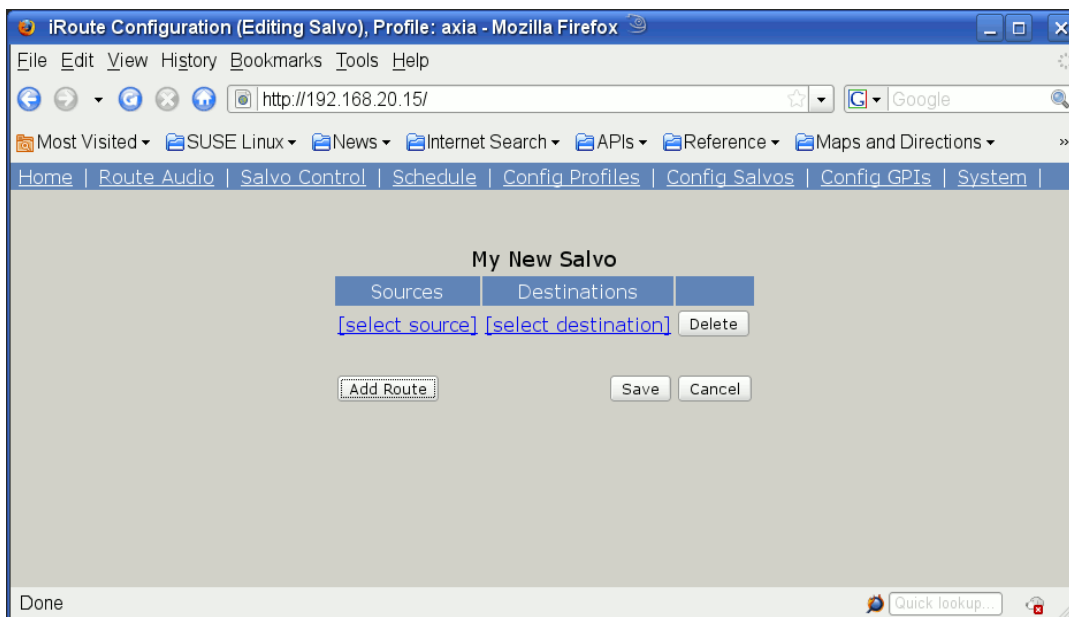 iRoute Configuration (Editing Salvo), Profile: axia - Mozilla Firefox
File Edit View History Bookmarks Tools Help
http://192.168.20.15/ G Google
Most Visited SUSE Linux News Internet Search APIs Reference Maps and Directions »
Home | Route Audio | Salvo Control | Schedule | Config Profiles | Config Salvos | Config GPIs | System |
My New Salvo
Sources Destinations
[select source] [select destination] Delete
Add Route Save Cancel
Done Quick lookup...